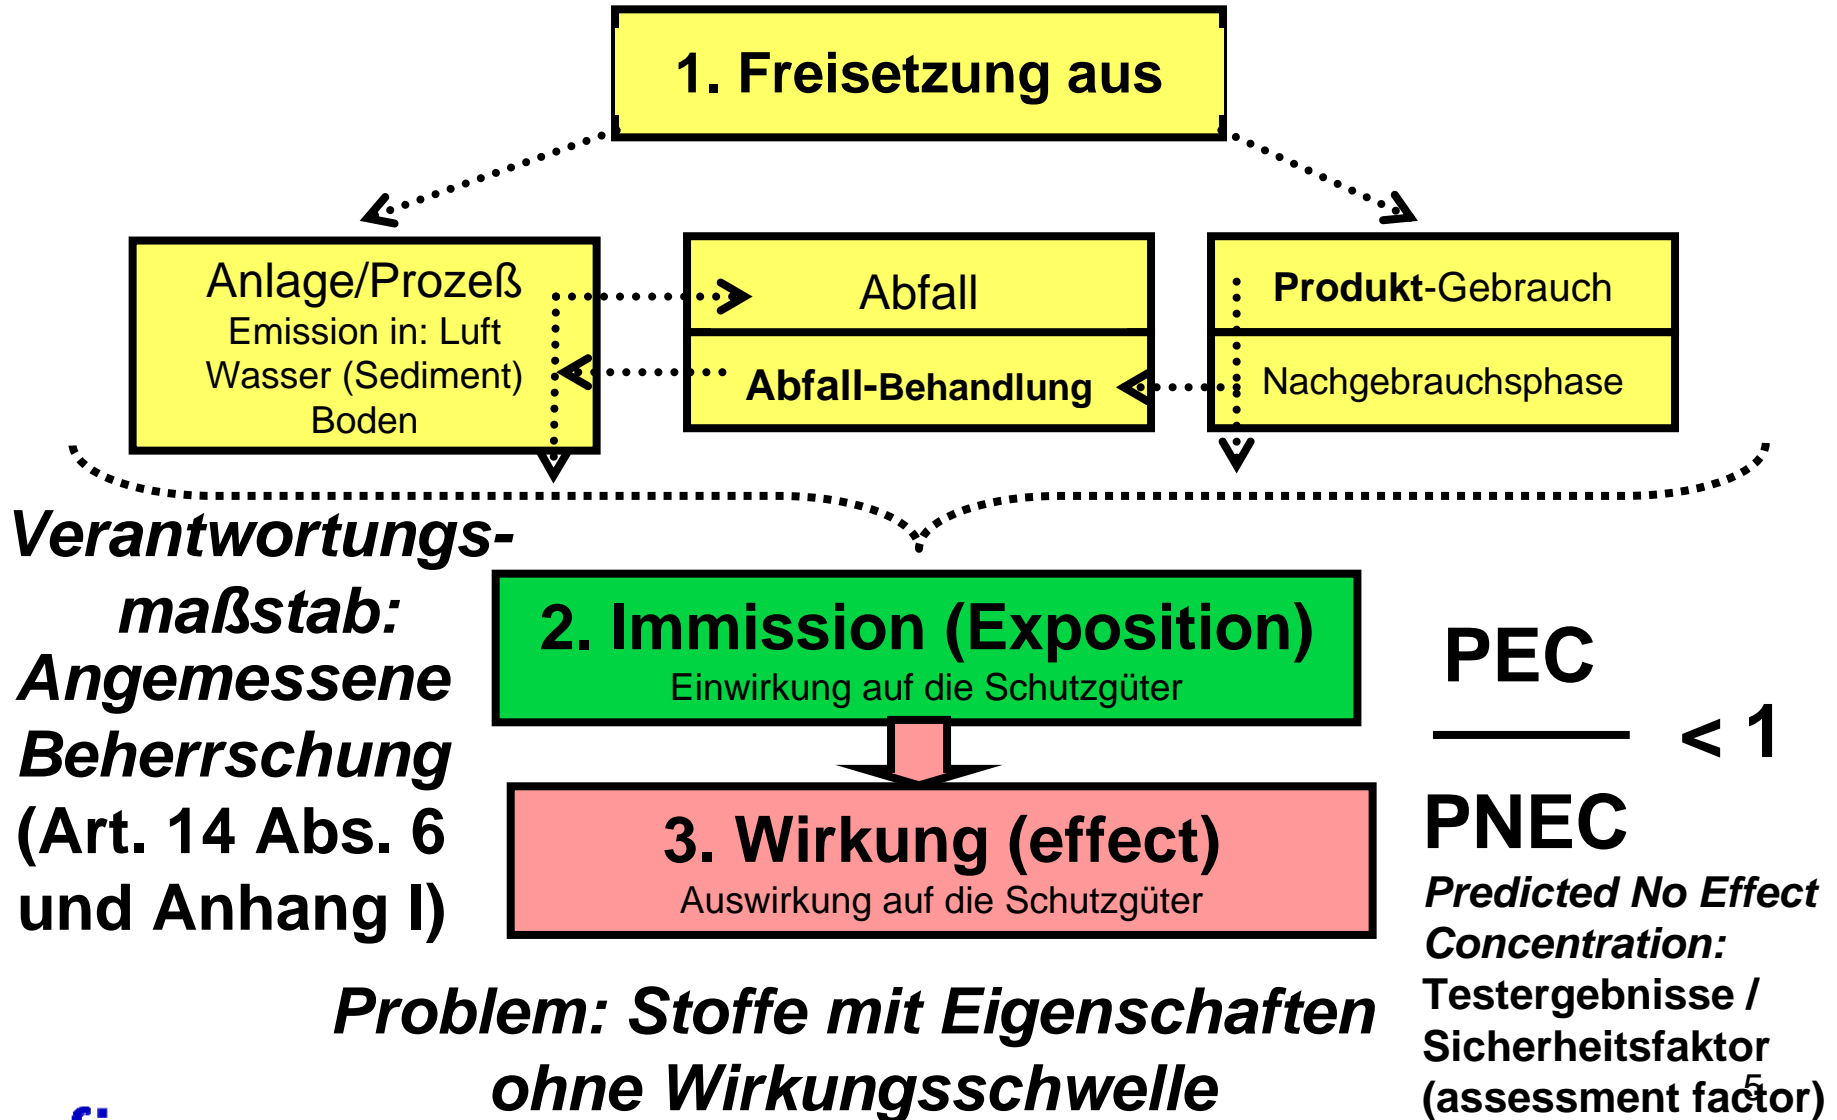 1. Freisetzung aus
Anlage/Prozeß
Emission in: Luft
Wasser (Sediment)
Boden
Abfall
Abfall-Behandlung
Produkt-Gebrauch
Nachgebrauchsphase
Verantwortungs-
maßstab:
Angemessene
Beherrschung
(Art. 14 Abs. 6
und Anhang I)
2. Immission (Exposition)
Einwirkung auf die Schutzgüter
3. Wirkung (effect)
Auswirkung auf die Schutzgüter
PEC
< 1
PNEC
Predicted No Effect
Concentration:
Testergebnisse /
Sicherheitsfaktor
(assessment factor)
Problem: Stoffe mit Eigenschaften
ohne Wirkungsschwelle
5